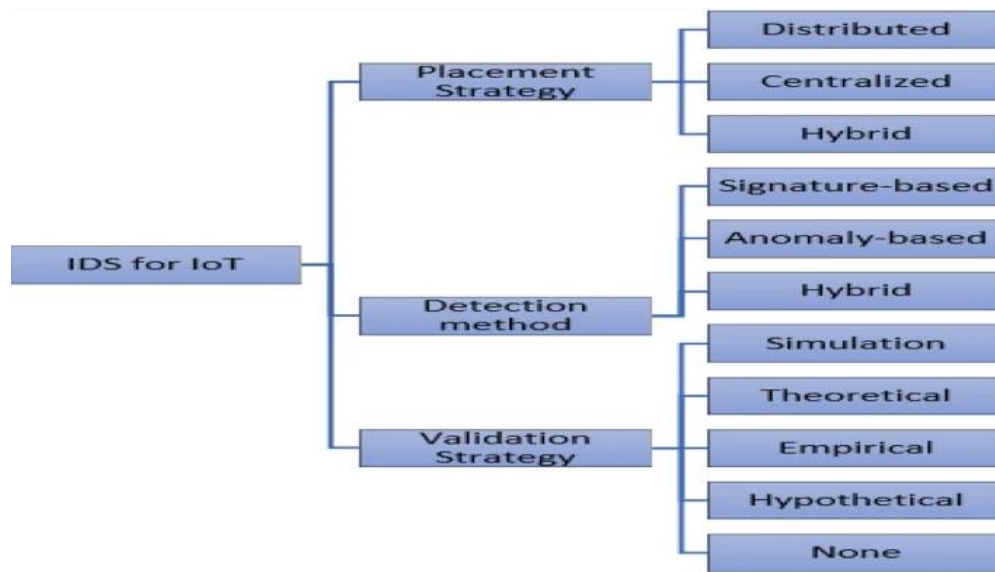 Distributed
Placement
Strategy
Centralized
Hybrid
Signature-based
Anomaly-based
IDS for IoT
Hybrid
Detection
method
Simulation
Theoretical
Validation
Strategy
Empirical
Hypothetical
None